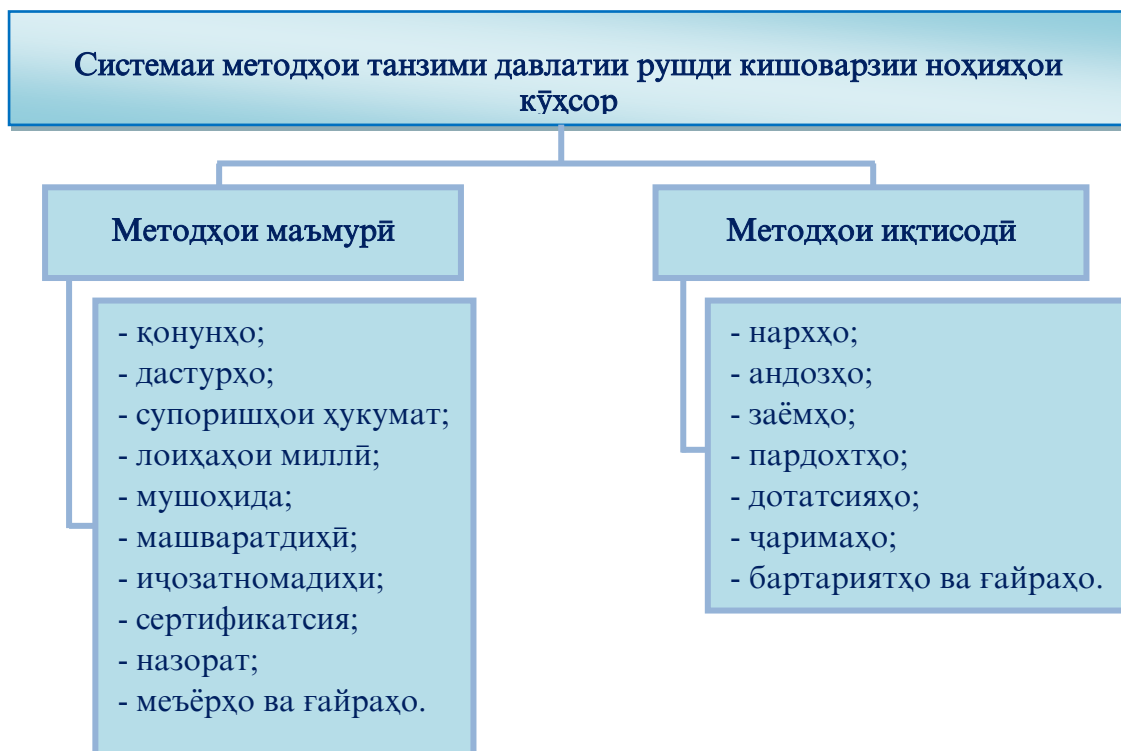 Системаи методҳои танзими давлатии рушди кишоварзии ноҳияҳои
кӯҳсор
Методҳои маъмурӣ
- қонунҳо;
- дастурҳо;
- супоришҳои ҳукумат;
- лоиҳаҳои миллӣ;
- мушоҳида;
- машваратдиҳӣ;
- иҷозатномадиҳи;
- сертификатсия;
- назорат;
- меъёрҳо ва ғайраҳо.
Методҳои иқтисодӣ
- нархҳо;
- андозҳо;
- заёмҳо;
- пардохтҳо;
- дотатсияҳо;
- ҷаримаҳо;
- бартариятҳо ва ғайраҳо.